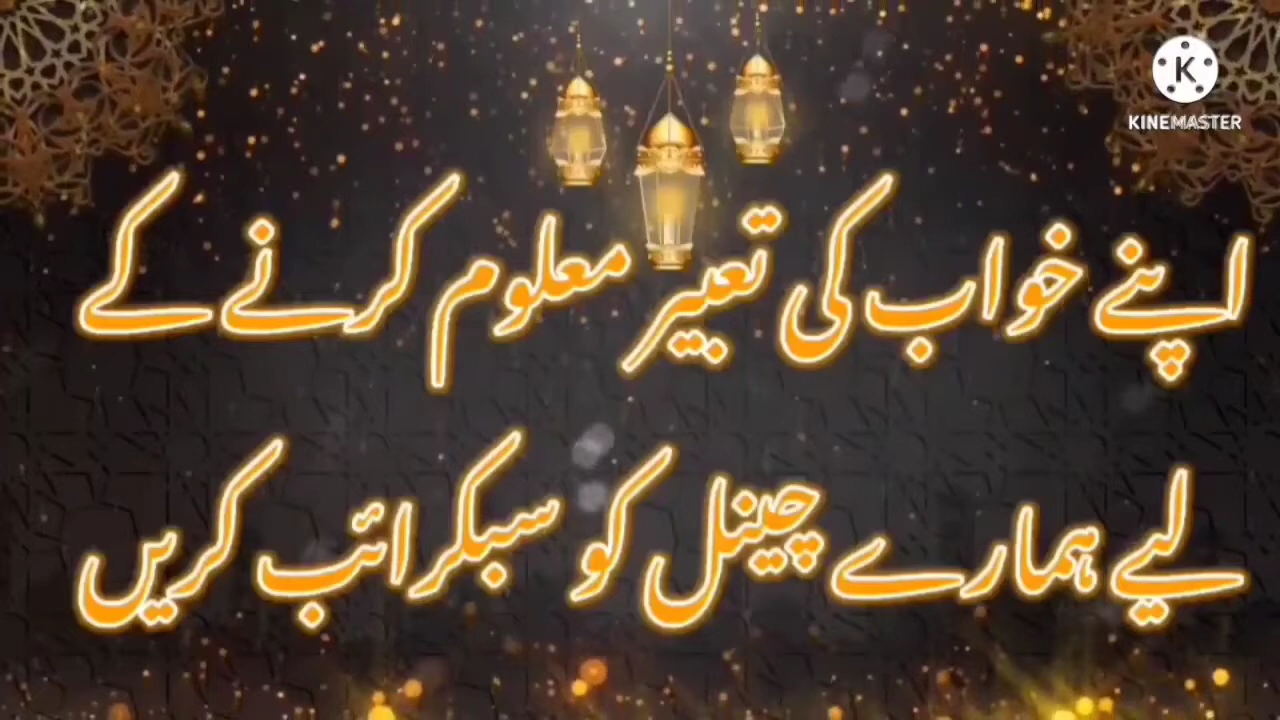 KINEMASTER
اپنے خواب کی تعبیر معلوم کرنے کے
لیے ہمارے چینل کو سبکرائب کریں